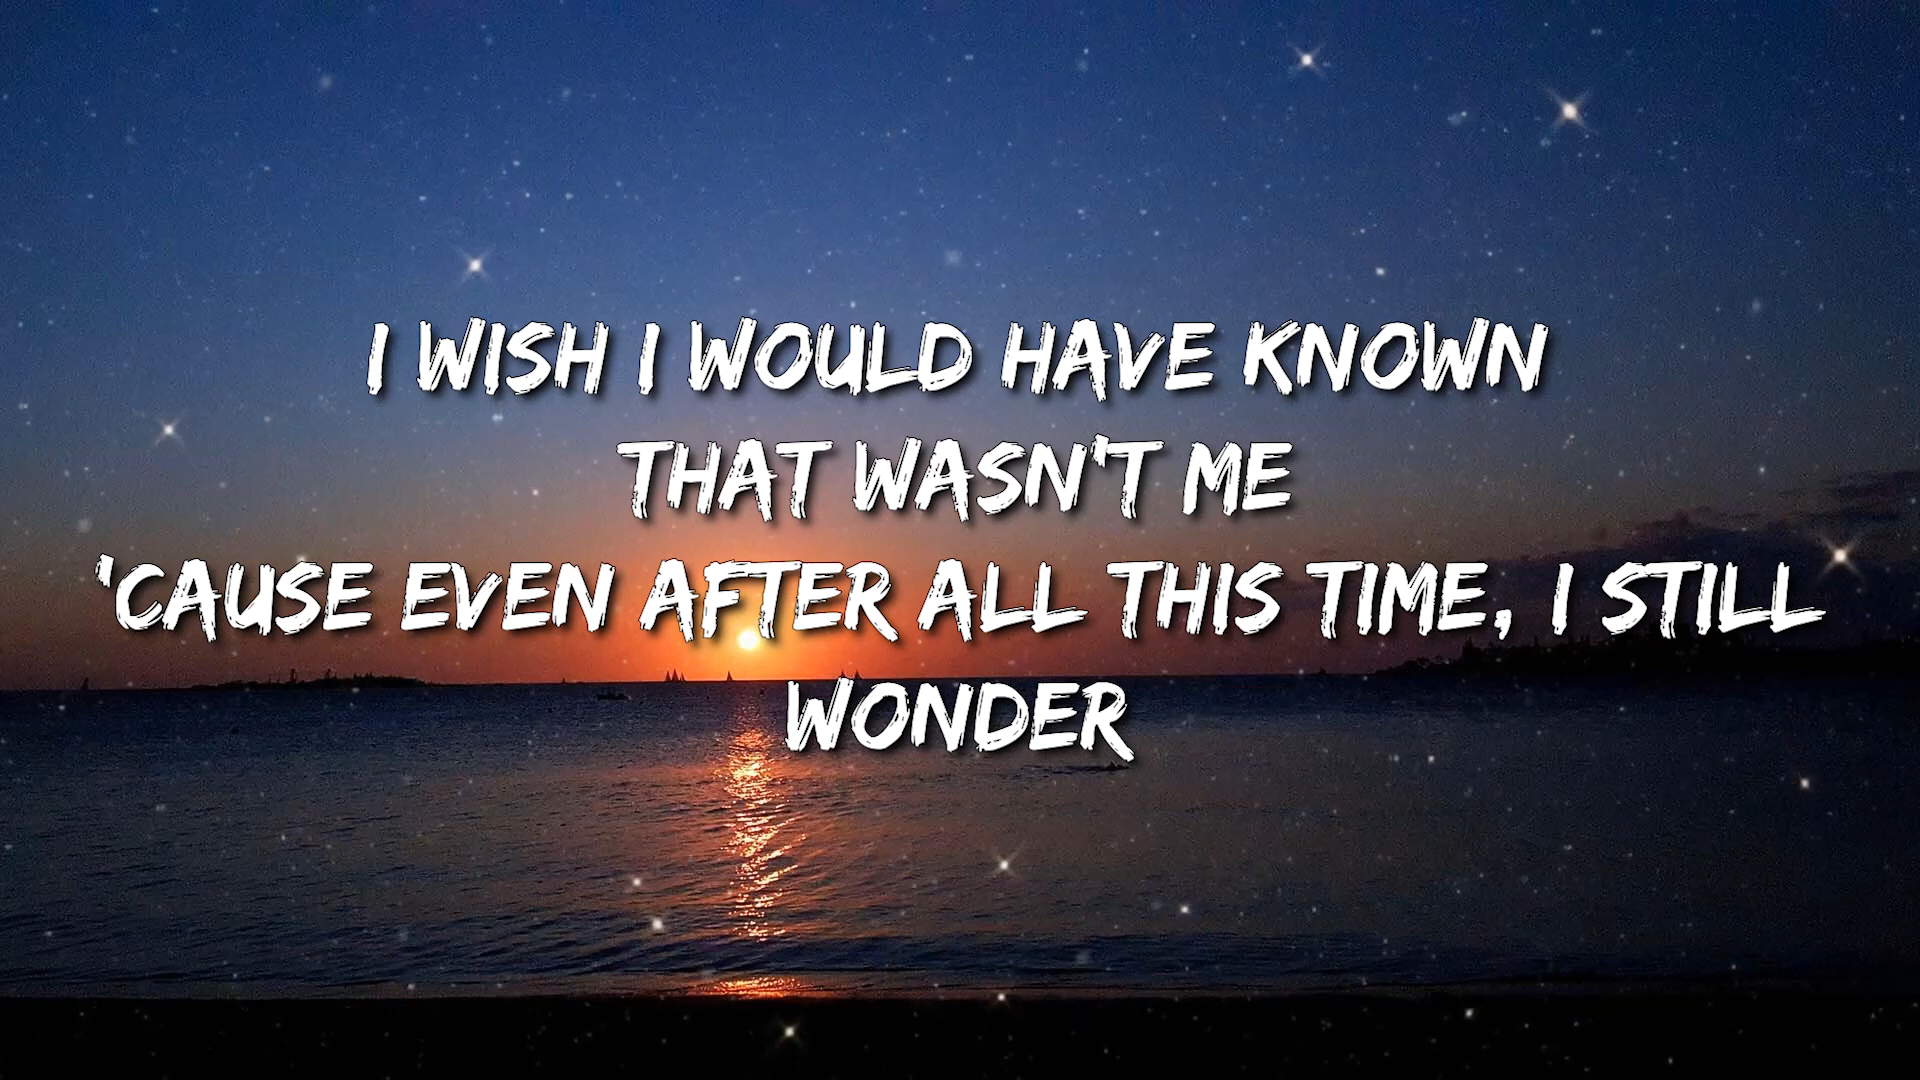 I WISH I WOULD HAVE KNOWN
THAT WASN'T ME
'CAUSE EVEN AFTER ALL THIS TIME, I STILL
WONDER